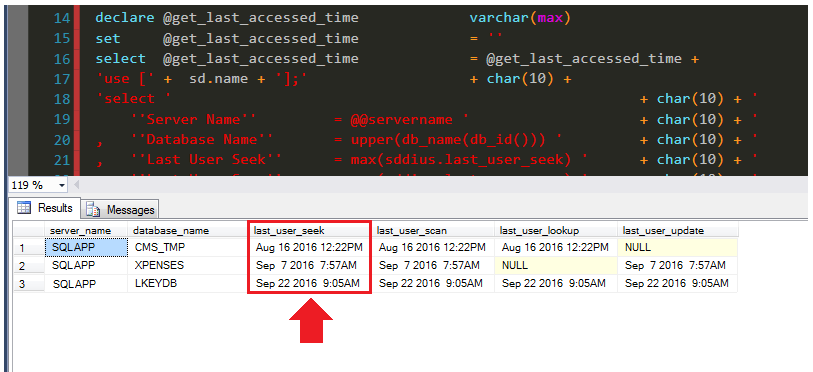 14 declare @get_last_accessed_time varchar(max)
15 set @get_last_accessed_time = ''
16 select @get_last_accessed_time = @get_last_accessed_time +
17 'use [' + sd.name + '];' + char(10) +
18 'select ' + char(10) + '
19 ''Server Name'' = @@servername ' + char(10) + '
20 , ''Database Name'' = upper(db_name(db_id())) ' + char(10) + '
21 , ''Last User Seek'' = max(sddius.last_user_seek) ' + char(10) + '
119 %
Results Messages
server_name database_name last_user_seek last_user_scan last_user_lookup last_user_update
1 SQLAPP CMS_TMP Aug 16 2016 12:22PM Aug 16 2016 12:22PM Aug 16 2016 12:22PM NULL
2 SQLAPP XPENSES Sep 7 2016 7:57AM Sep 7 2016 7:57AM NULL Sep 7 2016 7:57AM
3 SQLAPP LKEYDB Sep 22 2016 9:05AM Sep 22 2016 9:05AM Sep 22 2016 9:05AM Sep 22 2016 9:05AM